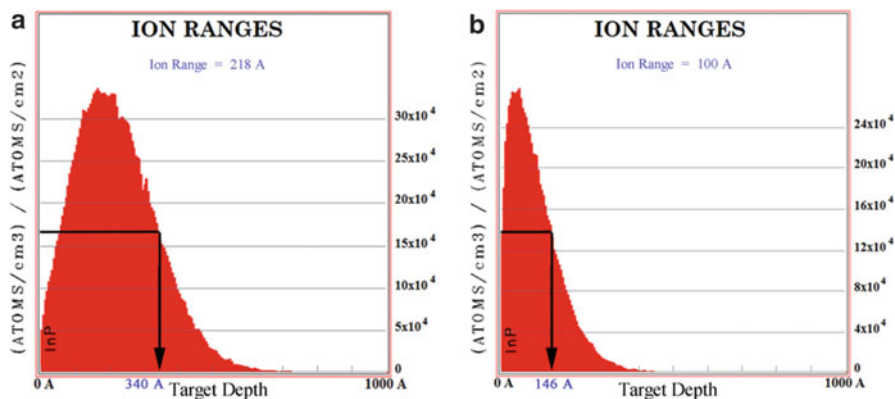 a
ION RANGES
Ion Range = 218 A
(ATOMS/cm3) / (ATOMS/cm2)
30x10⁴
25x10⁴
20x10⁴
15x10⁴
10x10⁴
5x10⁴
0
InP
0 A
340 A
Target Depth
1000 A
b
ION RANGES
Ion Range = 100 A
(ATOMS/cm3) / (ATOMS/cm2)
24x10⁴
20x10⁴
16x10⁴
12x10⁴
8x10⁴
4x10⁴
0
InP
0 A
146 A
Target Depth
1000 A